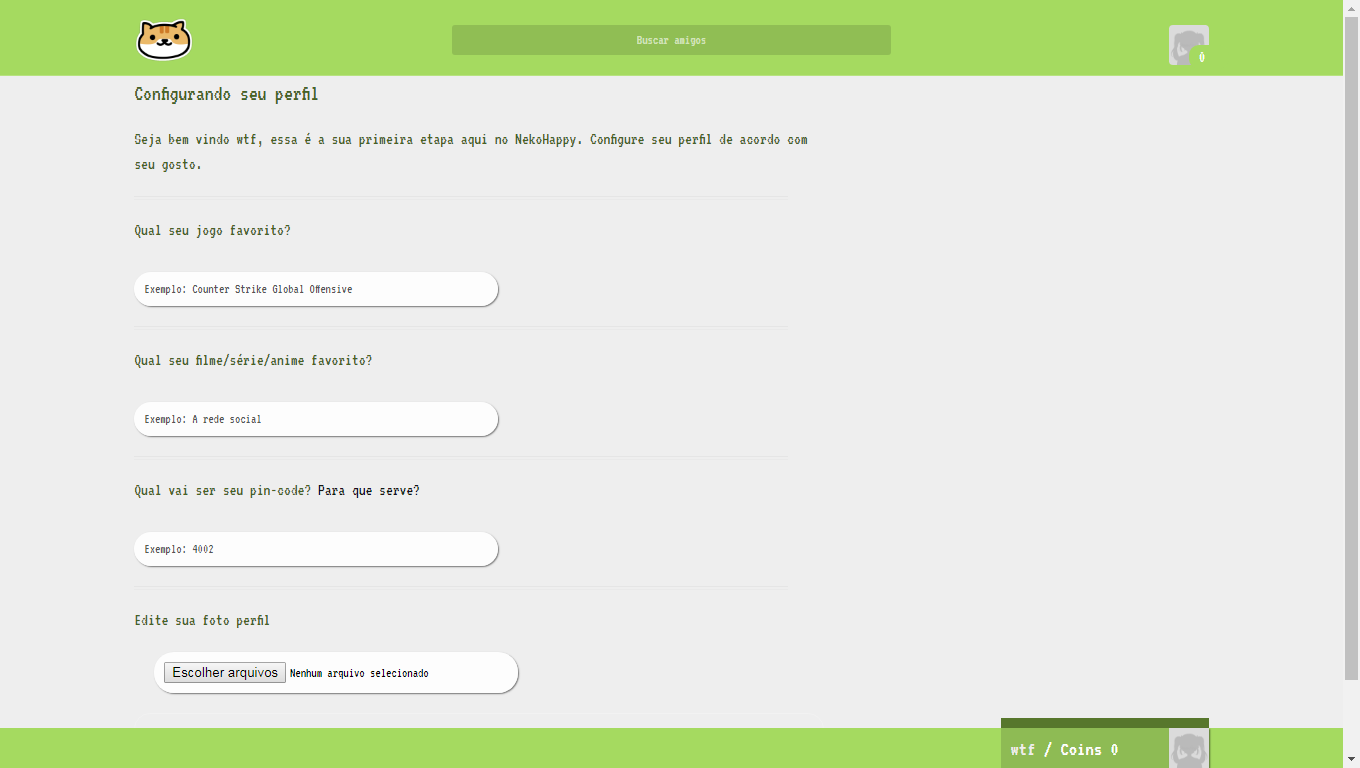 Buscar amigos
0
Configurando seu perfil
Seja bem vindo wtf, essa é a sua primeira etapa aqui no NekoHappy. Configure seu perfil de acordo com
seu gosto.
Qual seu jogo favorito?
Exemplo: Counter Strike Global Offensive
Qual seu filme/série/anime favorito?
Exemplo: A rede social
Qual vai ser seu pin-code? Para que serve?
Exemplo: 4002
Edite sua foto perfil
Escolher arquivos Nenhum arquivo selecionado
wtf / Coins 0